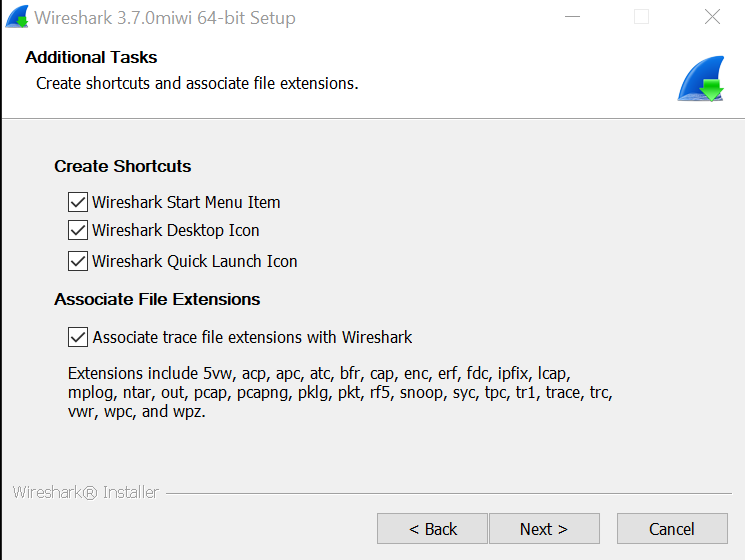 Wireshark 3.7.0miwi 64-bit Setup
Additional Tasks
Create shortcuts and associate file extensions.
Create Shortcuts
Wireshark Start Menu Item
Wireshark Desktop Icon
Wireshark Quick Launch Icon
Associate File Extensions
Associate trace file extensions with Wireshark
Extensions include 5vw, acp, apc, atc, bfr, cap, enc, erf, fdc, ipfix, lcap,
mplog, ntar, out, pcap, pcapng, pklg, pkt, rf5, snoop, syc, tpc, tr1, trace, trc,
vwr, wpc, and wpz.
Wireshark® Installer
< Back
Next >
Cancel